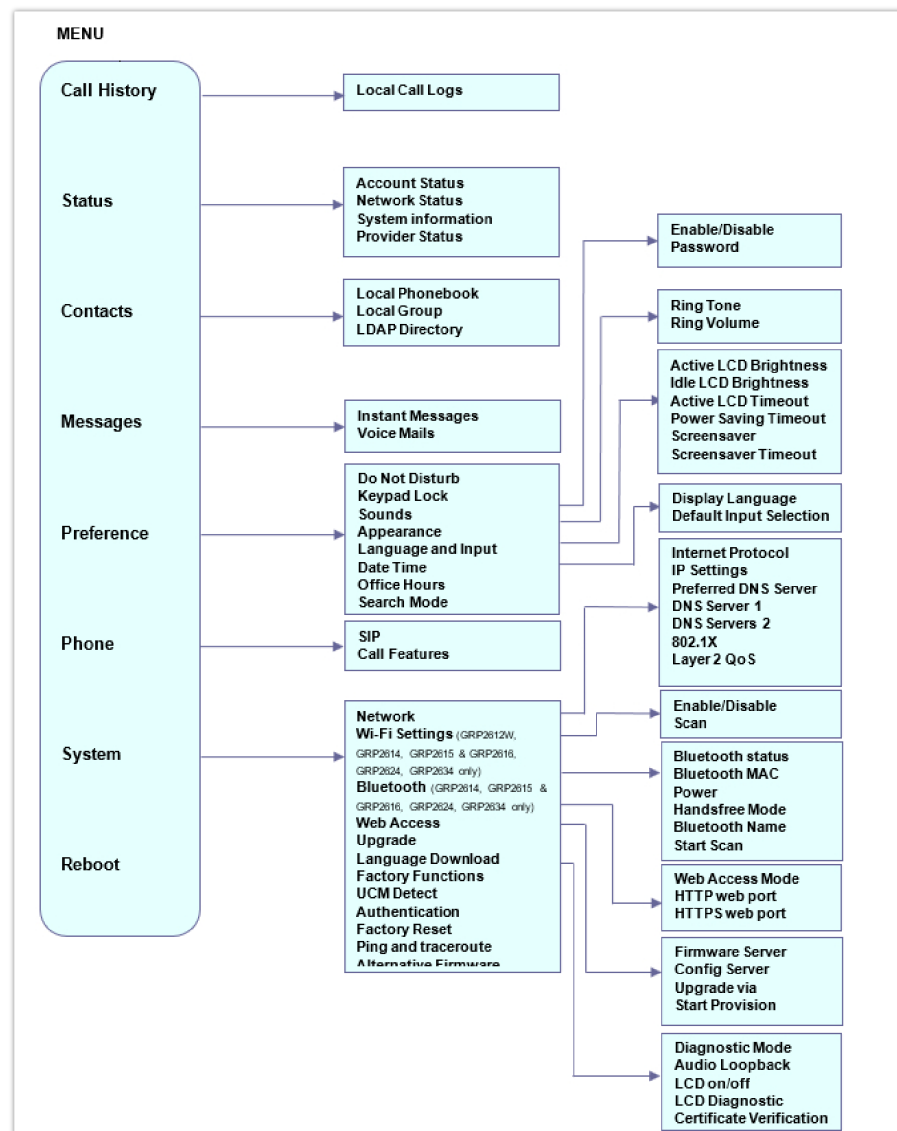 MENU
Call History
Local Call Logs
Status
Account Status
Network Status
System information
Provider Status
Enable/Disable
Password
Contacts
Local Phonebook
Local Group
LDAP Directory
Ring Tone
Ring Volume
Active LCD Brightness
Idle LCD Brightness
Active LCD Timeout
Power Saving Timeout
Screensaver
Screensaver Timeout
Messages
Instant Messages
Voice Mails
Preference
Do Not Disturb
Keypad Lock
Sounds
Appearance
Language and Input
Date Time
Office Hours
Search Mode
Display Language
Default Input Selection
Internet Protocol
IP Settings
Preferred DNS Server
DNS Server 1
DNS Servers 2
802.1X
Layer 2 QoS
Phone
SIP
Call Features
System
Network
Wi-Fi Settings (GRP2612W,
GRP2614, GRP2615 & GRP2616,
GRP2624, GRP2634 only)
Bluetooth (GRP2614, GRP2615 &
GRP2616, GRP2624, GRP2634 only)
Web Access
Upgrade
Language Download
Factory Functions
UCM Detect
Authentication
Factory Reset
Ping and traceroute
Alternative Firmware
Enable/Disable
Scan
Bluetooth status
Bluetooth MAC
Power
Handsfree Mode
Bluetooth Name
Start Scan
Reboot
Web Access Mode
HTTP web port
HTTPS web port
Firmware Server
Config Server
Upgrade via
Start Provision
Diagnostic Mode
Audio Loopback
LCD on/off
LCD Diagnostic
Certificate Verification